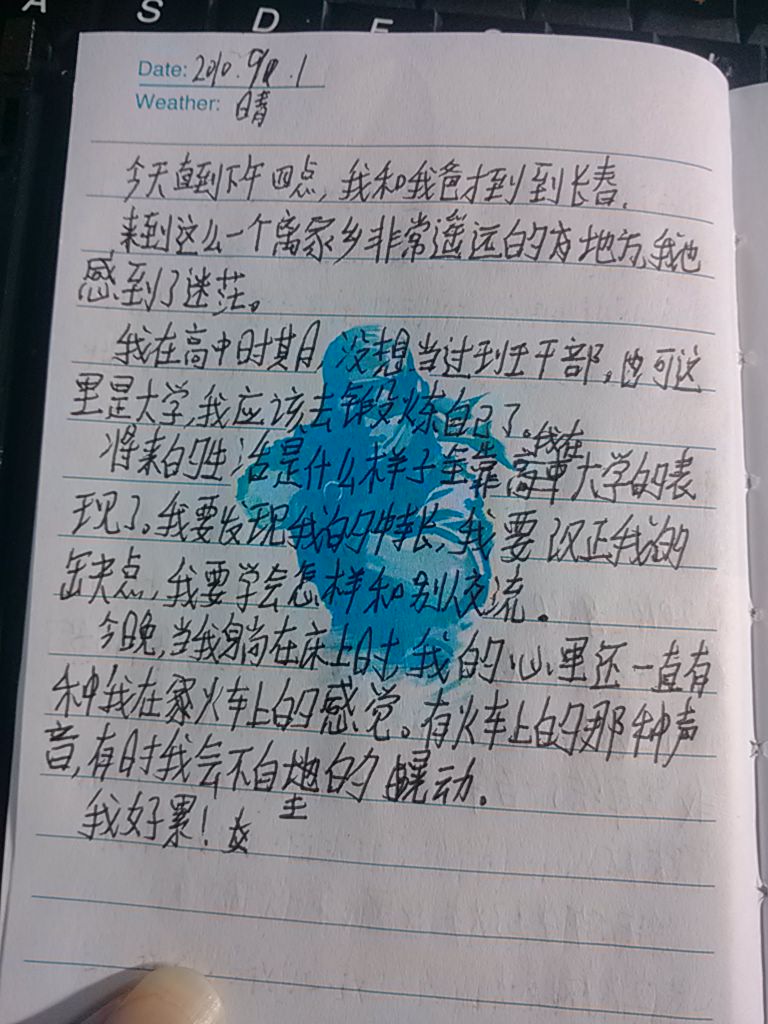 A S D F
Date: 2010.9.1
Weather: 晴
今天直到下午四点,我和我爸才到到长春.
来到这么一个离家乡非常遥远的方地方,我也
感到了迷茫。
我在高中时期,没想当过班干部,可这
里是大学,我应该去锻炼自己了。
将来的生活是什么样子全靠我在大学的表
现了。我要发现我的特长,我要改正我的
缺点,我要学会怎样和别人交流。
今晚,当我躺在床上时,我的心里还一直有
种我在火车上的感觉。有火车上的那种声
音,有时我会不自主的晃动。
我好累!